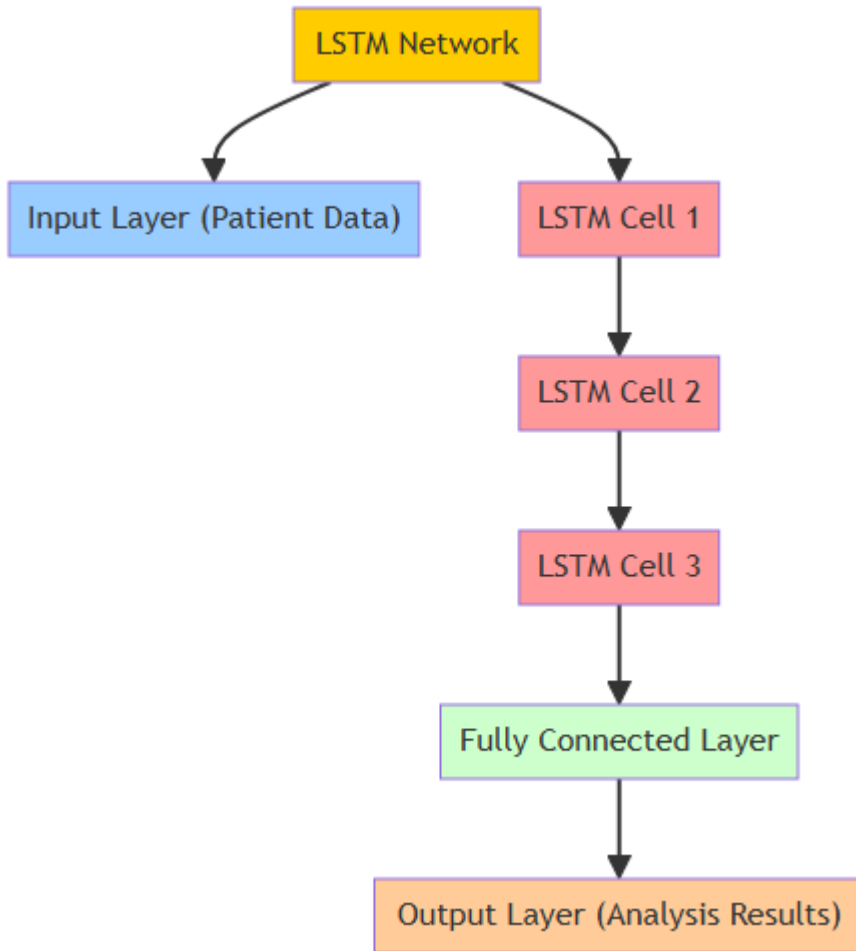 LSTM Network
Input Layer (Patient Data)
LSTM Cell 1
LSTM Cell 2
LSTM Cell 3
Fully Connected Layer
Output Layer (Analysis Results)